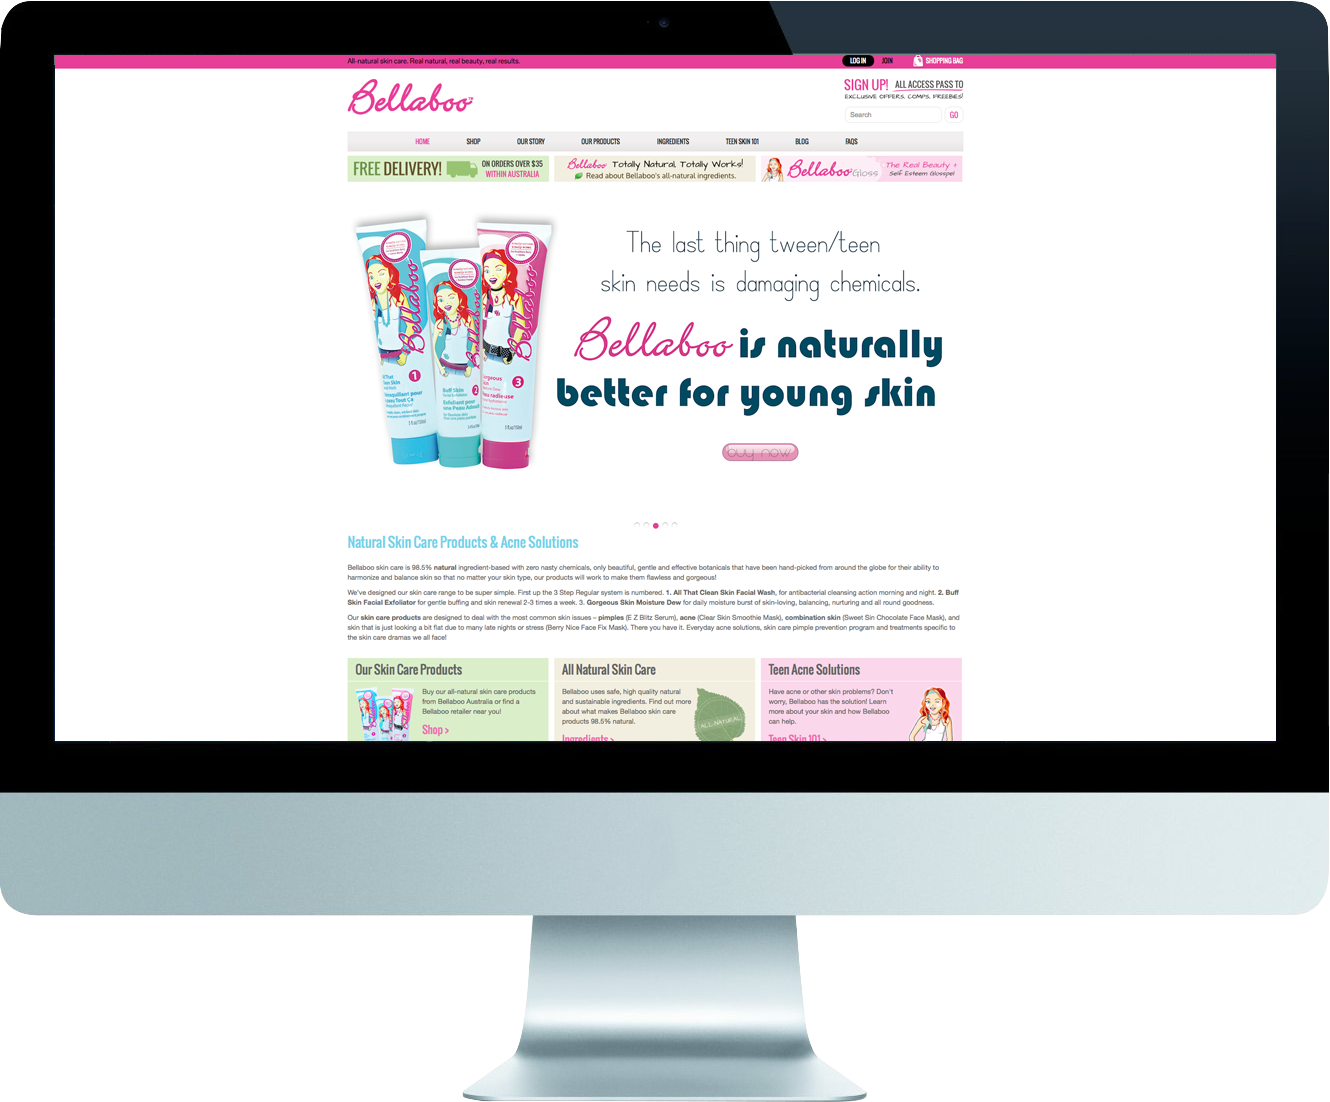 All-natural skin care. Real natural, real beauty, real results.
LOG IN JOIN SHOPPING BAG
Bellaboo
SIGN UP! ALL ACCESS PASS TO
EXCLUSIVE OFFERS, COMPS, FREEBIES!
Search GO
HOME SHOP OUR STORY OUR PRODUCTS INGREDIENTS TEEN SKIN 101 BLOG FAQS
FREE DELIVERY! ON ORDERS OVER $35
WITHIN AUSTRALIA
Bellaboo Totally Natural, Totally Works!
Read about Bellaboo's all-natural ingredients.
Bellaboo Gloss The Real Beauty +
Self Esteem Glosspel
The last thing tween/teen
skin needs is damaging chemicals.
Bellaboo is naturally
better for young skin
buy now
Bellaboo
1
Bellaboo
Buff Skin
2
Bellaboo
3
Natural Skin Care Products & Acne Solutions
Bellaboo skin care is 98.5% natural ingredient-based with zero nasty chemicals, only beautiful, gentle and effective botanicals that have been hand-picked from around the globe for their ability to
harmonize and balance skin so that no matter your skin type, our products will work to make them flawless and gorgeous!
We've designed our skin care range to be super simple. First up the 3 Step Regular system is numbered. 1. All That Clean Skin Facial Wash, for antibacterial cleansing action morning and night. 2. Buff
Skin Facial Exfoliator for gentle buffing and skin renewal 2-3 times a week. 3. Gorgeous Skin Moisture Dew for daily moisture burst of skin-loving, balancing, nurturing and all round goodness.
Our skin care products are designed to deal with the most common skin issues – pimples (E Z Blitz Serum), acne (Clear Skin Smoothie Mask), combination skin (Sweet Sin Chocolate Face Mask), and
skin that is just looking a bit flat due to many late nights or stress (Berry Nice Face Fix Mask). There you have it. Everyday acne solutions, skin care pimple prevention program and treatments specific to
the skin care dramas we all face!
Our Skin Care Products
Buy our all-natural skin care products
from Bellaboo Australia or find a
Bellaboo retailer near you!
Shop >
All Natural Skin Care
Bellaboo uses safe, high quality natural
and sustainable ingredients. Find out more
about what makes Bellaboo skin care
products 98.5% natural.
ALL-NATURAL
Ingredients >
Teen Acne Solutions
Have acne or other skin problems? Don't
worry, Bellaboo has the solution! Learn
more about your skin and how Bellaboo
can help.
Teen Skin 101 >